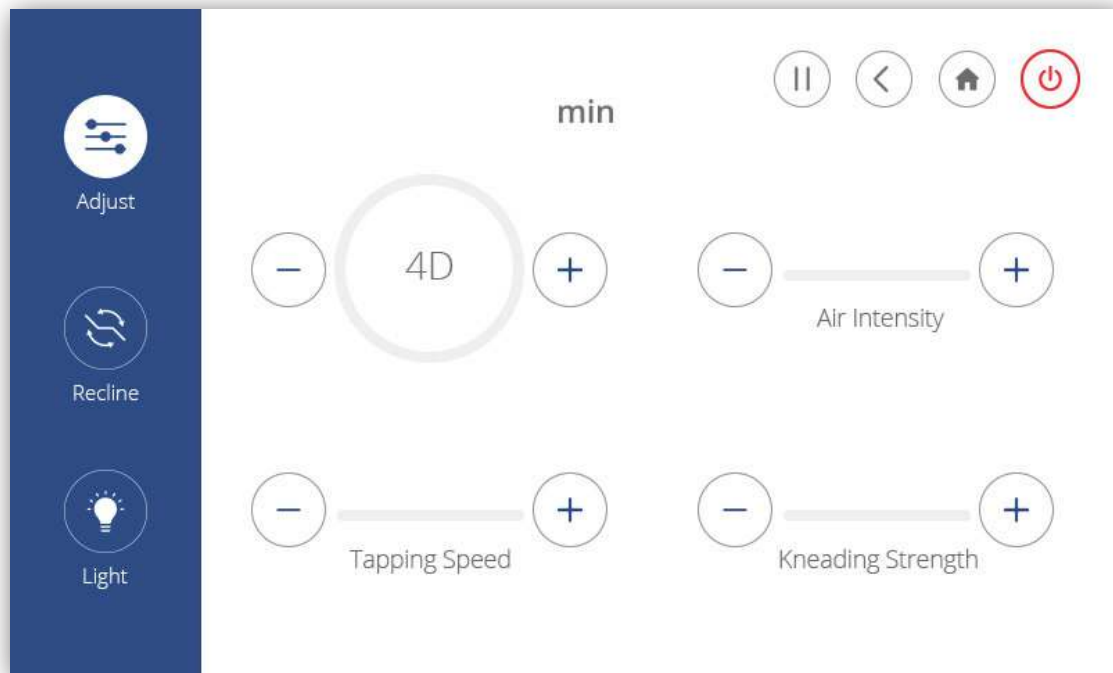 min
Adjust
4D
Air Intensity
Recline
Tapping Speed
Kneading Strength
Light